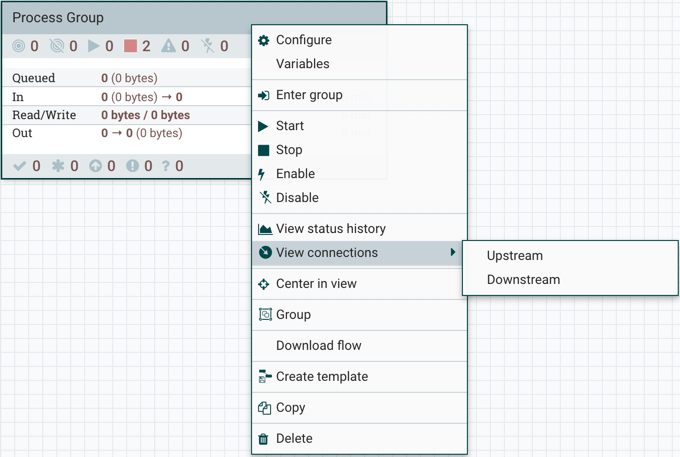 Process Group
0 0 0 2 0 0
Queued 0 (0 bytes)
In 0 (0 bytes) → 0
Read/Write 0 bytes / 0 bytes
Out 0 → 0 (0 bytes)
0 0 0 0 ? 0
Configure
Variables
Enter group
Start
Stop
Enable
Disable
View status history
View connections
Upstream
Downstream
Center in view
Group
Download flow
Create template
Copy
Delete